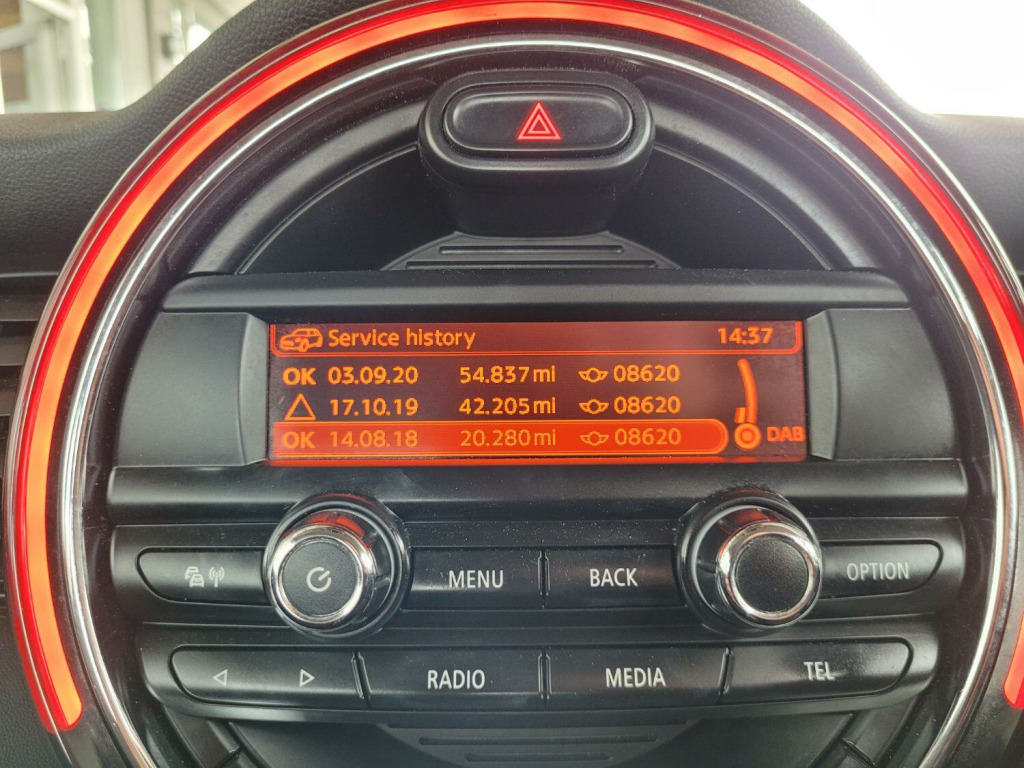 Service history 14:37
OK 03.09.20 54.837 mi 08620
17.10.19 42.205 mi 08620
OK 14.08.18 20.280 mi 08620
DAB
MENU BACK OPTION
RADIO MEDIA TEL